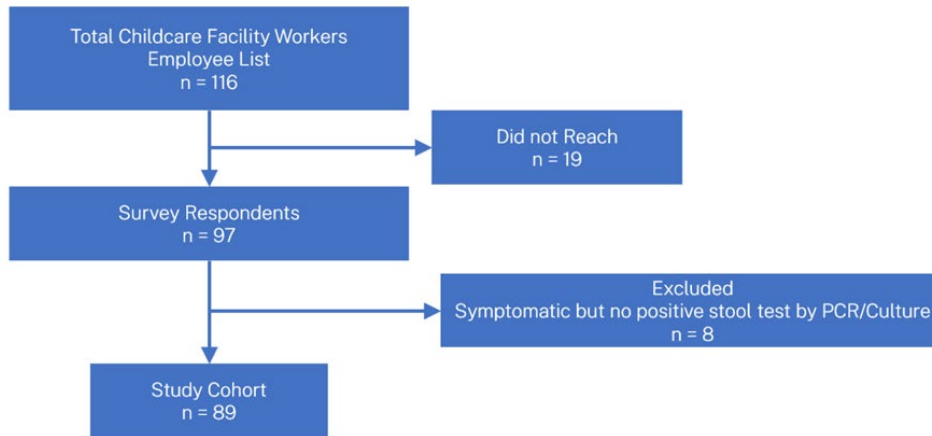 Total Childcare Facility Workers
Employee List
n = 116
Did not Reach
n = 19
Survey Respondents
n = 97
Excluded
Symptomatic but no positive stool test by PCR/Culture
n = 8
Study Cohort
n = 89